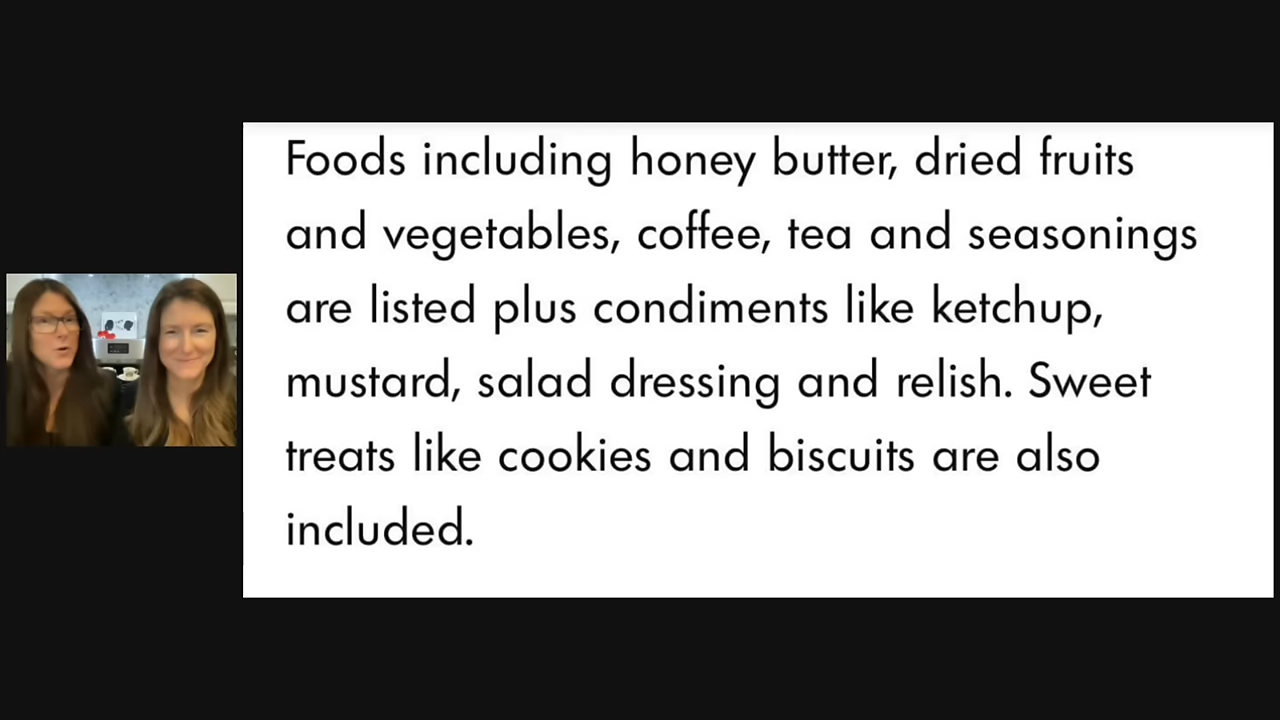 Foods including honey butter, dried fruits
and vegetables, coffee, tea and seasonings
are listed plus condiments like ketchup,
mustard, salad dressing and relish. Sweet
treats like cookies and biscuits are also
included.